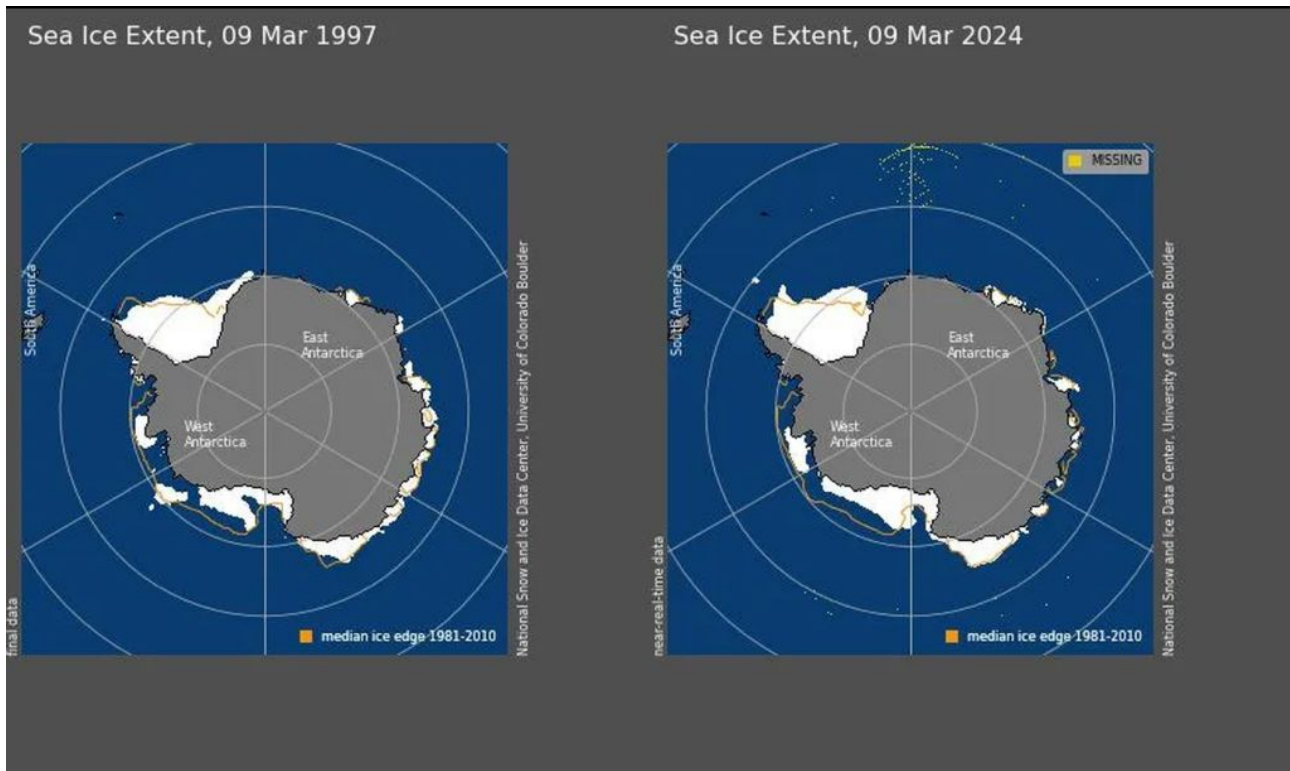 Sea Ice Extent, 09 Mar 1997
South America
East
Antarctica
West
Antarctica
median ice edge 1981-2010
final data
National Snow and Ice Data Center, University of Colorado Boulder
Sea Ice Extent, 09 Mar 2024
MISSING
South America
East
Antarctica
West
Antarctica
median ice edge 1981-2010
near-real-time data
National Snow and Ice Data Center, University of Colorado Boulder